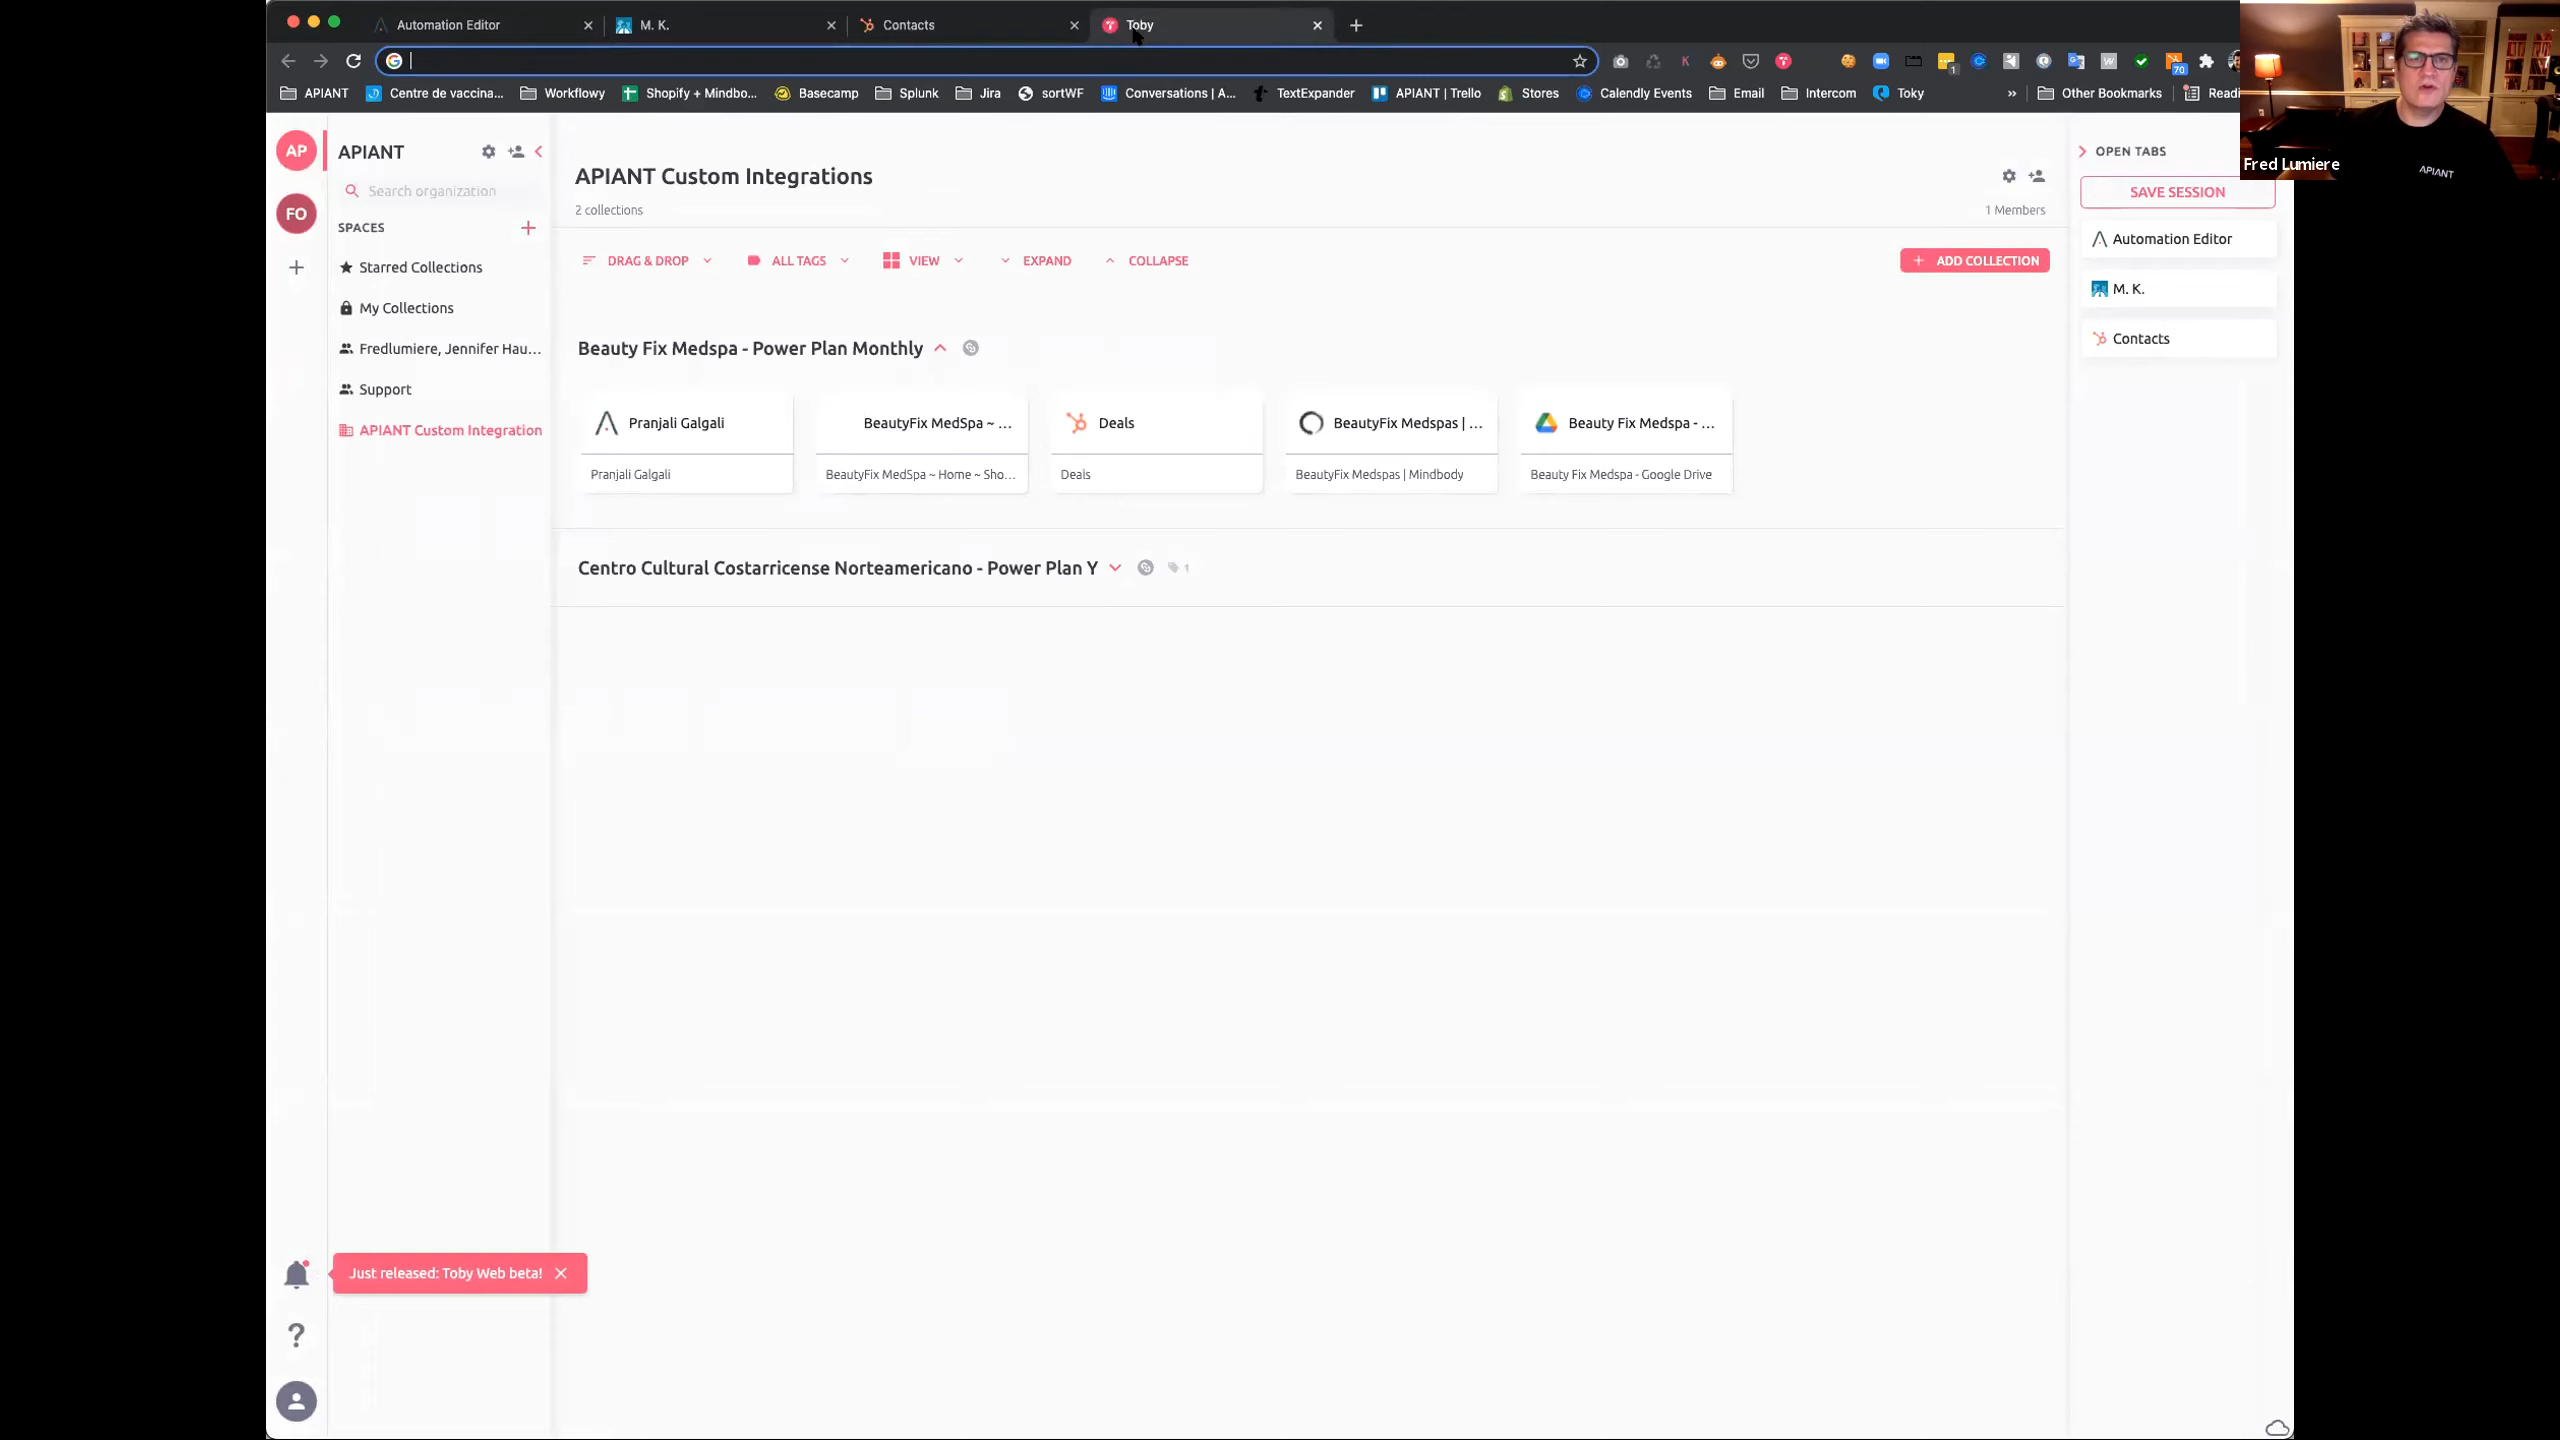 Automation Editor
M. K.
Contacts
Toby
APIANT
Centre de vaccina...
Workflowy
Shopify + Mindbo...
Basecamp
Splunk
Jira
sortWF
Conversations | A...
TextExpander
APIANT | Trello
Stores
Calendly Events
Email
Intercom
Toky
»
Other Bookmarks
Readi
1
70
Fred Lumiere
APIANT
AP
FO
APIANT
Search organization
SPACES
Starred Collections
My Collections
Fredlumiere, Jennifer Hau...
Support
APIANT Custom Integration
APIANT Custom Integrations
2 collections
1 Members
DRAG & DROP
ALL TAGS
VIEW
EXPAND
COLLAPSE
+ ADD COLLECTION
Beauty Fix Medspa - Power Plan Monthly
Pranjali Galgali
Pranjali Galgali
BeautyFix MedSpa ~ ...
BeautyFix MedSpa ~ Home ~ Sho...
Deals
Deals
BeautyFix Medspas | ...
BeautyFix Medspas | Mindbody
Beauty Fix Medspa - ...
Beauty Fix Medspa - Google Drive
Centro Cultural Costarricense Norteamericano - Power Plan Y
1
OPEN TABS
SAVE SESSION
Automation Editor
M. K.
Contacts
Just released: Toby Web beta!
?